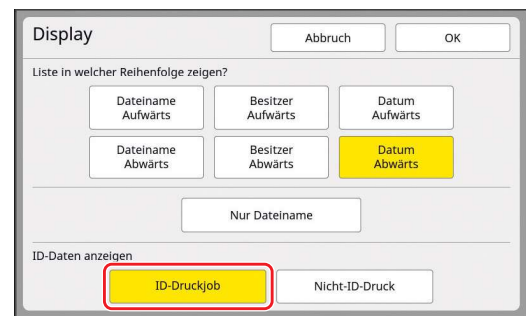 Display
Abbruch
OK
Liste in welcher Reihenfolge zeigen?
Dateiname
Aufwärts
Besitzer
Aufwärts
Datum
Aufwärts
Dateiname
Abwärts
Besitzer
Abwärts
Datum
Abwärts
Nur Dateiname
ID-Daten anzeigen
ID-Druckjob
Nicht-ID-Druck